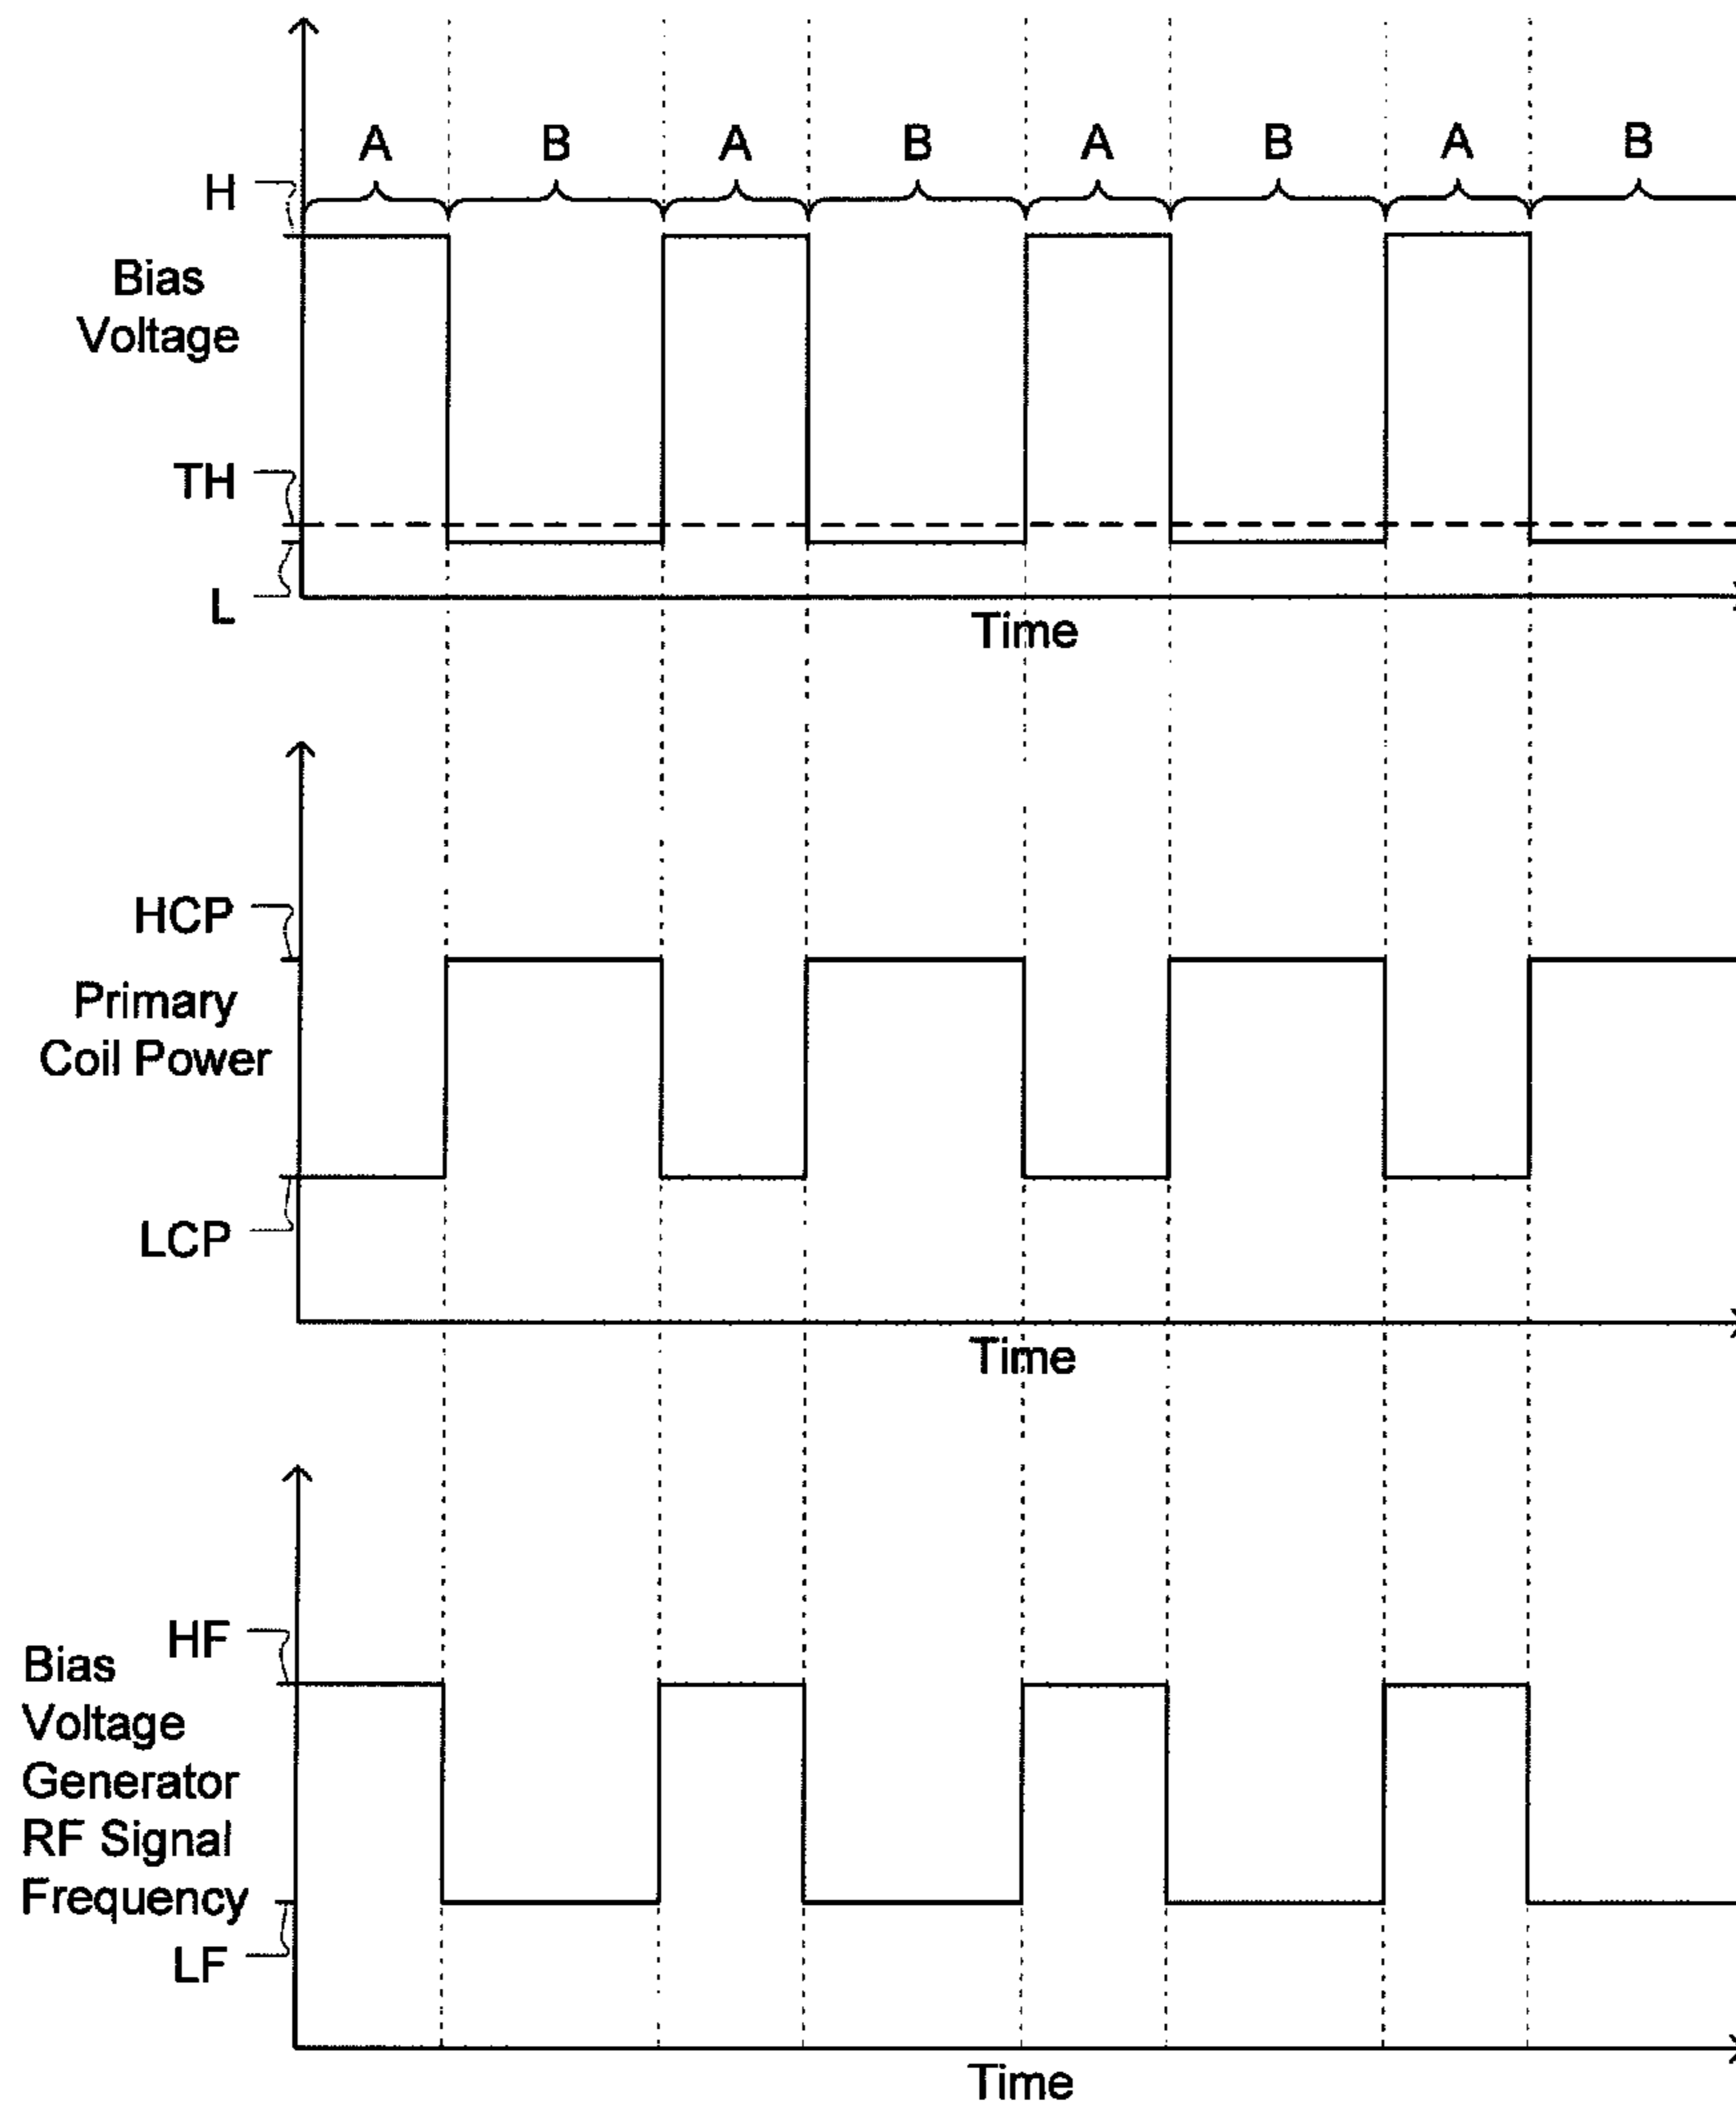 A B A B A B A B
H
Bias
Voltage
TH
L
Time
HCP
Primary
Coil Power
LCP
Time
HF
Bias
Voltage
Generator
RF Signal
Frequency
LF
Time